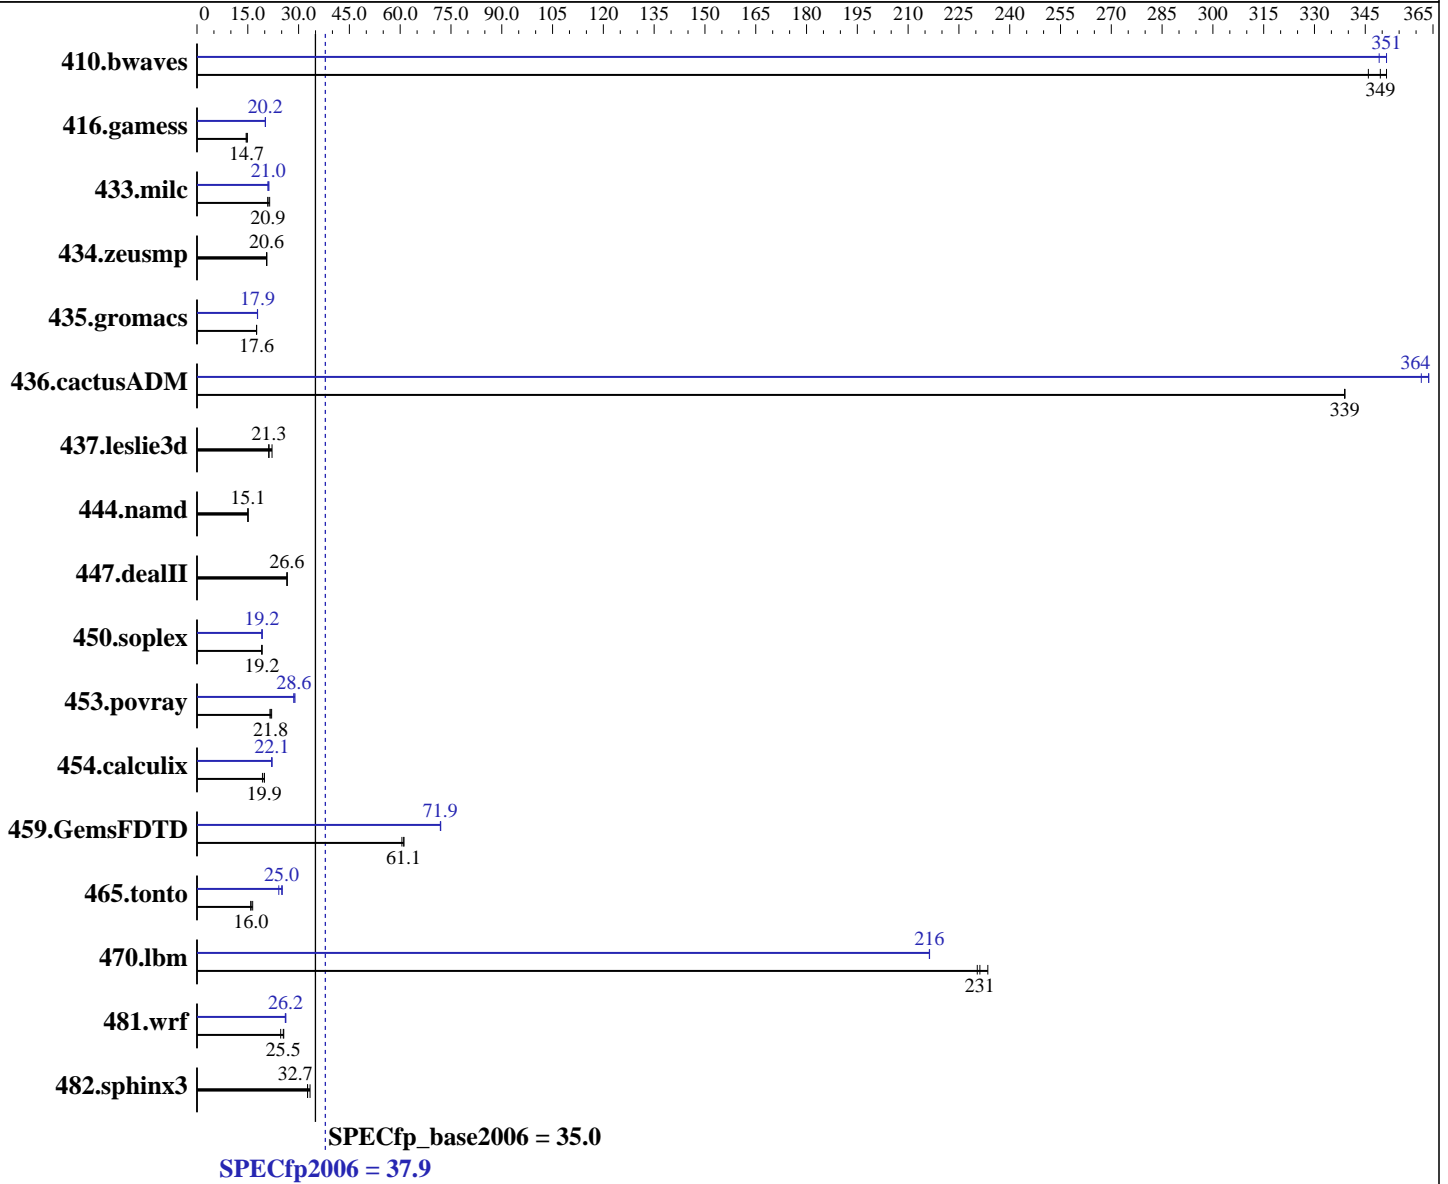 0 15.0 30.0 45.0 60.0 75.0 90.0 105 120 135 150 165 180 195 210 225 240 255 270 285 300 315 330 345 365
351
410.bwaves
349
20.2
416.gamess
14.7
21.0
433.milc
20.9
20.6
434.zeusmp
17.9
435.gromacs
17.6
364
436.cactusADM
339
21.3
437.leslie3d
15.1
444.namd
26.6
447.dealII
19.2
450.soplex
19.2
28.6
453.povray
21.8
22.1
454.calculix
19.9
71.9
459.GemsFDTD
61.1
25.0
465.tonto
16.0
216
470.lbm
231
26.2
481.wrf
25.5
32.7
482.sphinx3
SPECfp_base2006 = 35.0
SPECfp2006 = 37.9